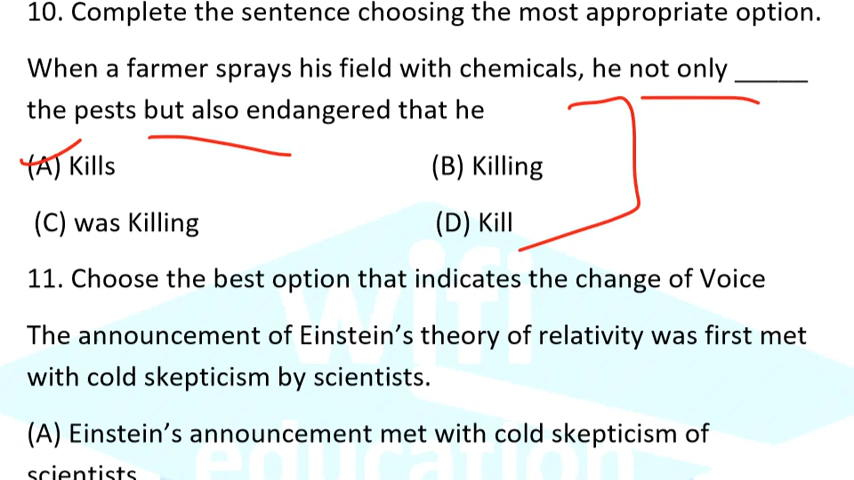 10. Complete the sentence choosing the most appropriate option.
When a farmer sprays his field with chemicals, he not only _____
the pests but also endangered that he
(A) Kills (B) Killing
(C) was Killing (D) Kill
11. Choose the best option that indicates the change of Voice
The announcement of Einstein's theory of relativity was first met
with cold skepticism by scientists.
(A) Einstein's announcement met with cold skepticism of
scientists
wifi
education